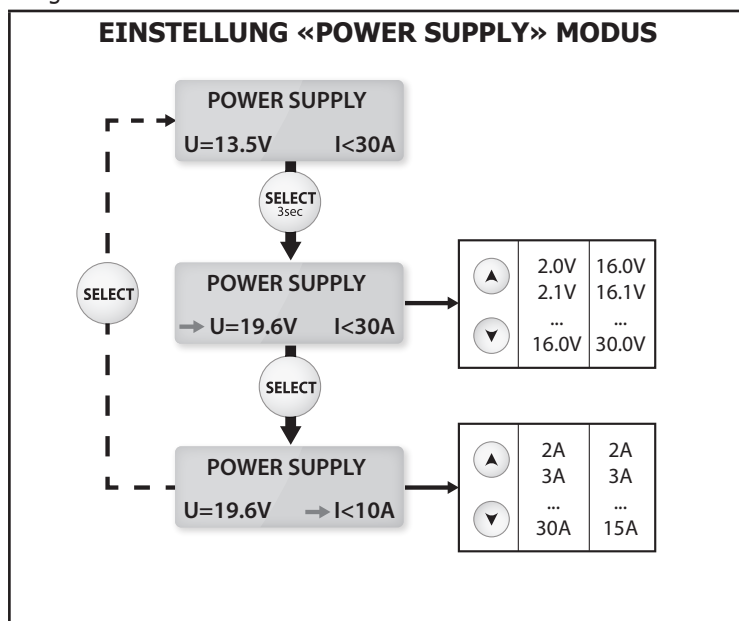 EINSTELLUNG «POWER SUPPLY» MODUS
POWER SUPPLY
U=13.5V I<30A
SELECT
3sec
SELECT
POWER SUPPLY
→ U=19.6V I<30A
2.0V 16.0V
2.1V 16.1V
... ...
16.0V 30.0V
SELECT
POWER SUPPLY
U=19.6V → I<10A
2A 2A
3A 3A
... ...
30A 15A